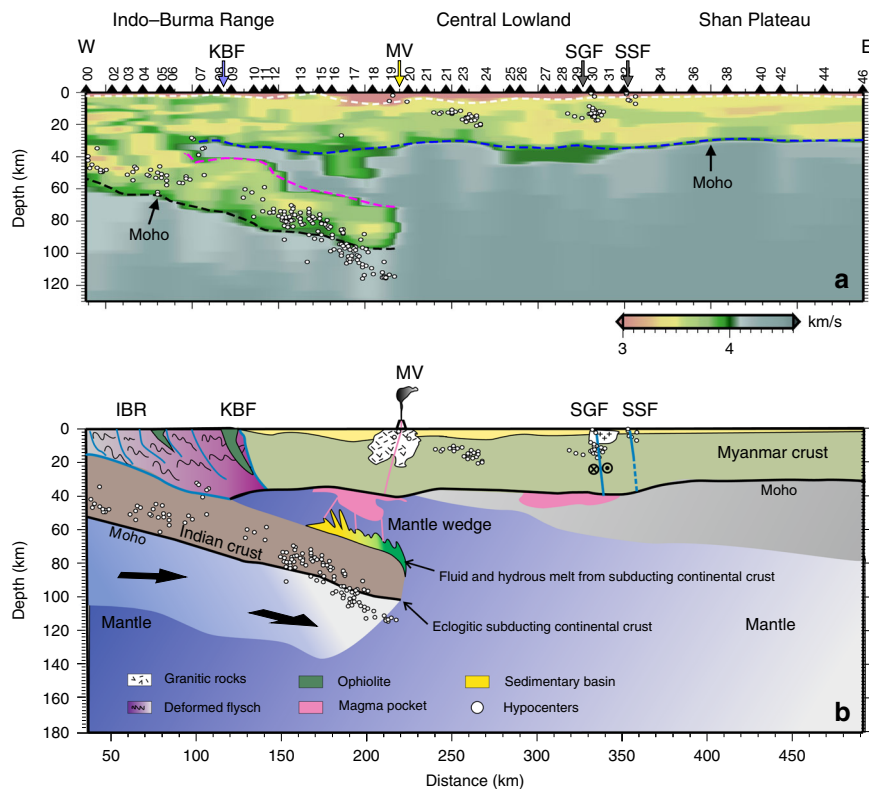 Indo–Burma Range Central Lowland Shan Plateau
W KBF MV SGF SSF E
00 02 03 04 05 06 07 08 09 10 11 12 13 15 16 17 18 19 20 21 21 22 23 25 26 27 28 29 30 31 32 34 37 40 42 44 46
0
20
40
60
80
100
120
Depth (km)
Moho
Moho
a
3 4 km/s
MV
IBR KBF SGF SSF
0
20
40
60
80
100
120
140
160
180
Depth (km)
Myanmar crust
Moho
Mantle wedge
Indian crust
Moho
Fluid and hydrous melt from subducting continental crust
Eclogitic subducting continental crust
Mantle
Mantle
Granitic rocks Ophiolite Sedimentary basin
Deformed flysch Magma pocket Hypocenters
b
50 100 150 200 250 300 350 400 450
Distance (km)